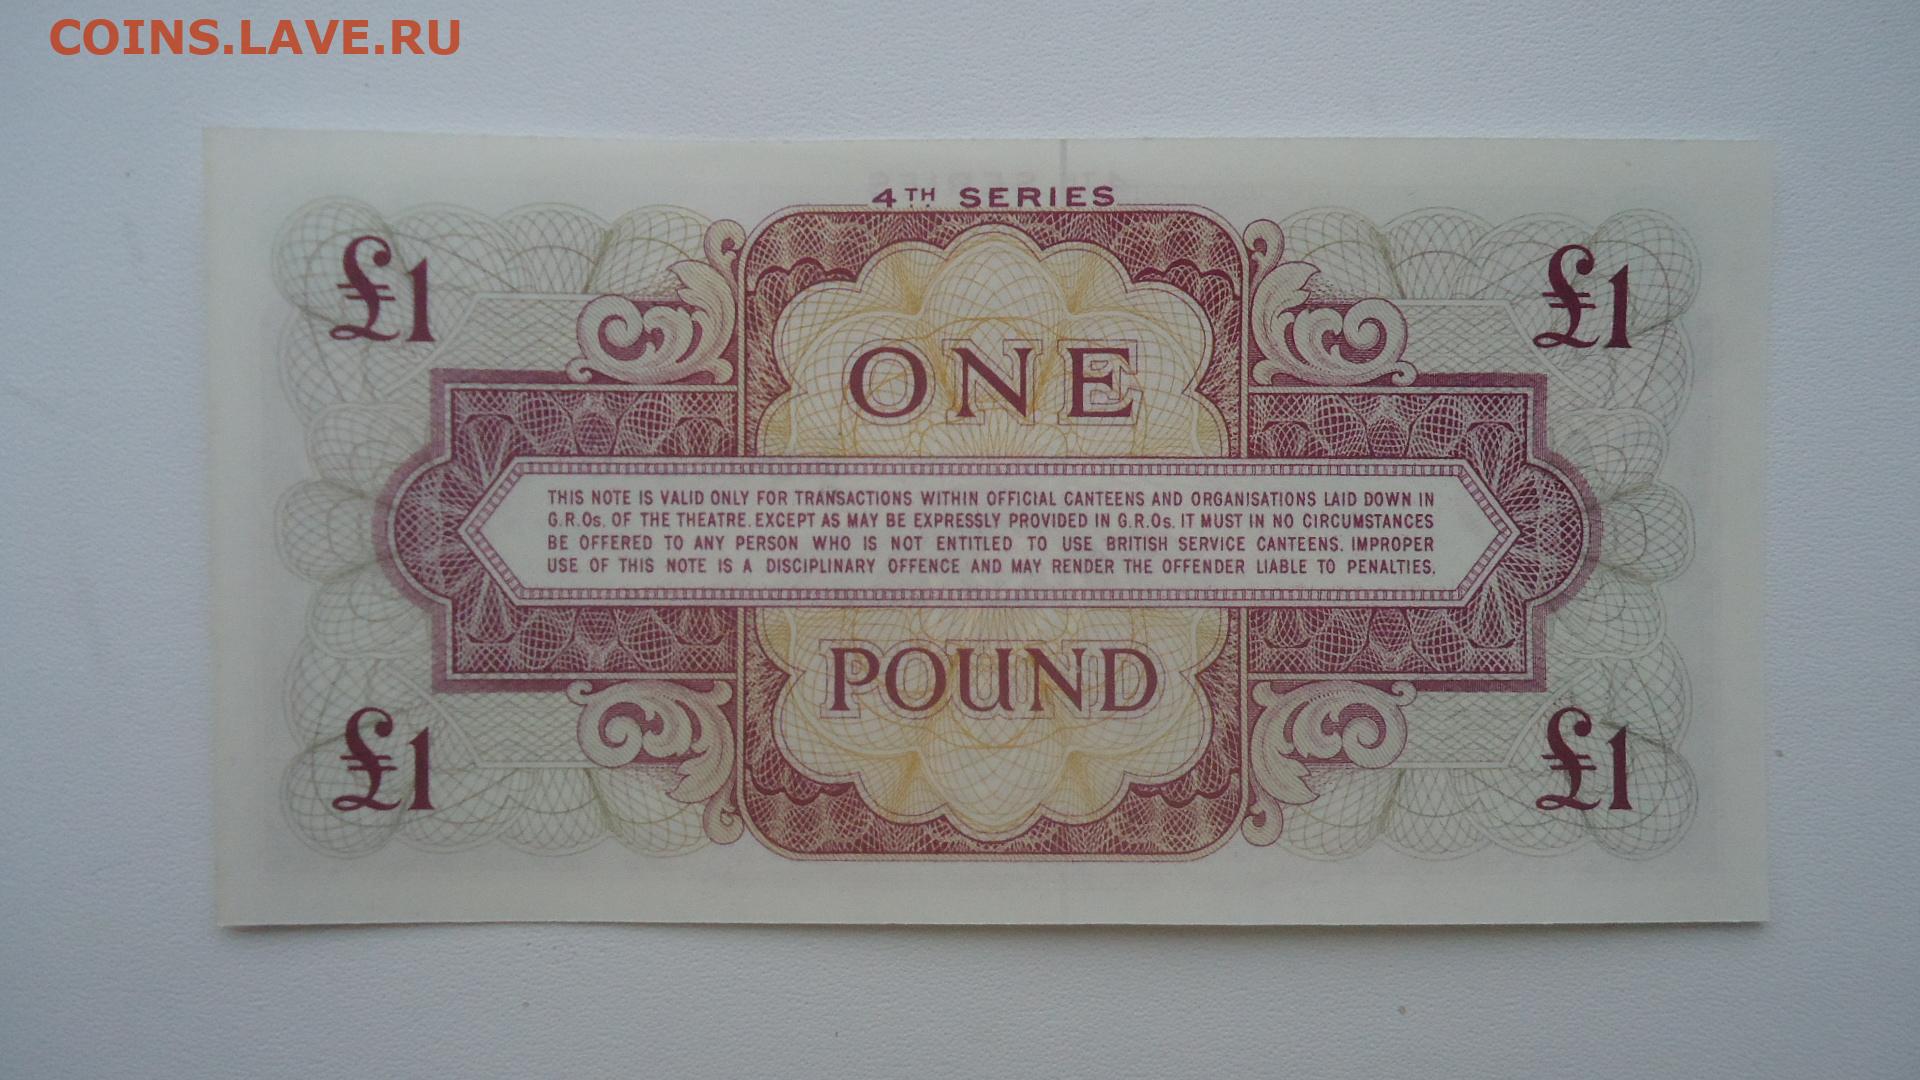 COINS.LAVE.RU
4TH SERIES
£1 £1
ONE
THIS NOTE IS VALID ONLY FOR TRANSACTIONS WITHIN OFFICIAL CANTEENS AND ORGANISATIONS LAID DOWN IN
G.R.Os. OF THE THEATRE. EXCEPT AS MAY BE EXPRESSLY PROVIDED IN G.R.Os. IT MUST IN NO CIRCUMSTANCES
BE OFFERED TO ANY PERSON WHO IS NOT ENTITLED TO USE BRITISH SERVICE CANTEENS. IMPROPER
USE OF THIS NOTE IS A DISCIPLINARY OFFENCE AND MAY RENDER THE OFFENDER LIABLE TO PENALTIES.
POUND
£1 £1